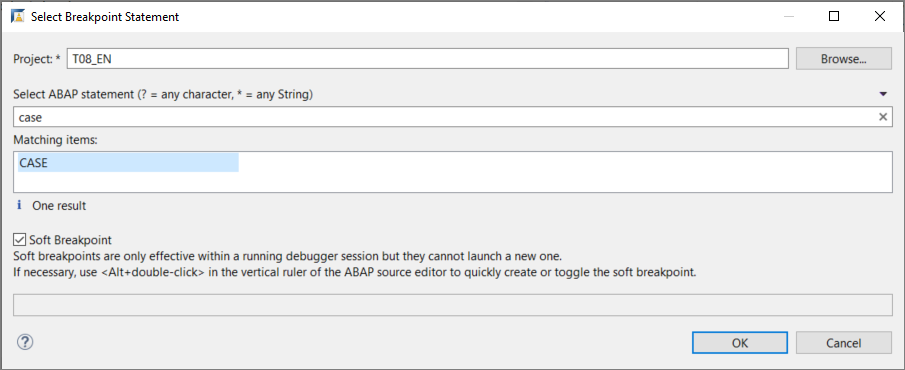 Select Breakpoint Statement
Project: * T08_EN Browse...
Select ABAP statement (? = any character, * = any String)
case
Matching items:
CASE
One result
Soft Breakpoint
Soft breakpoints are only effective within a running debugger session but they cannot launch a new one.
If necessary, use <Alt+double-click> in the vertical ruler of the ABAP source editor to quickly create or toggle the soft breakpoint.
OK Cancel